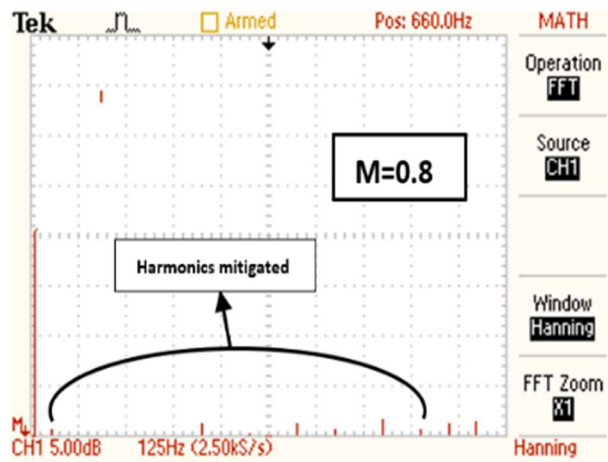 Tek Armed Pos: 660.0Hz MATH
Operation
FFT
Source
CH1
M=0.8
Harmonics mitigated
Window
Hanning
FFT Zoom
X1
M
CH1 5.00dB 125Hz (2.50kS/s) Hanning